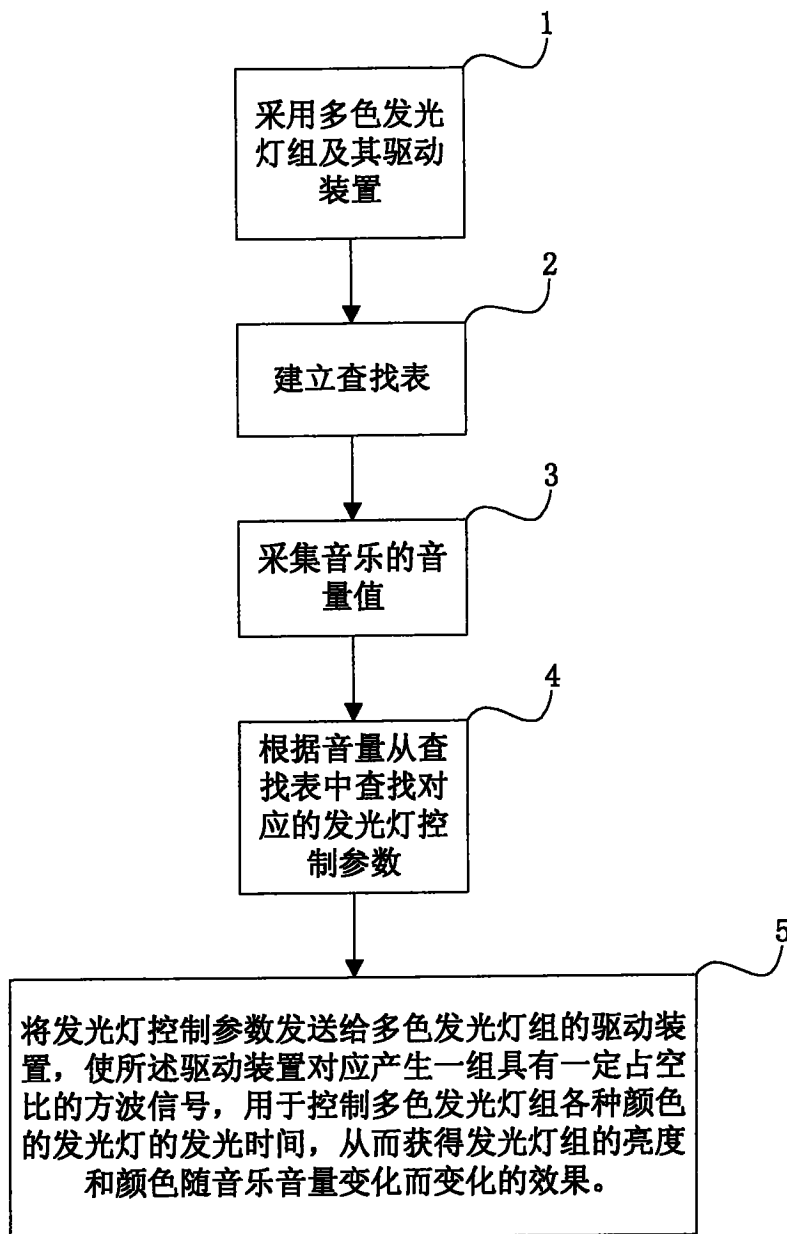 1
采用多色发光
灯组及其驱动
装置
2
建立查找表
3
采集音乐的音
量值
4
根据音量从查
找表中查找对
应的发光灯控
制参数
5
将发光灯控制参数发送给多色发光灯组的驱动装
置，使所述驱动装置对应产生一组具有一定占空
比的方波信号，用于控制多色发光灯组各种颜色
的发光灯的发光时间，从而获得发光灯组的亮度
和颜色随音乐音量变化而变化的效果。